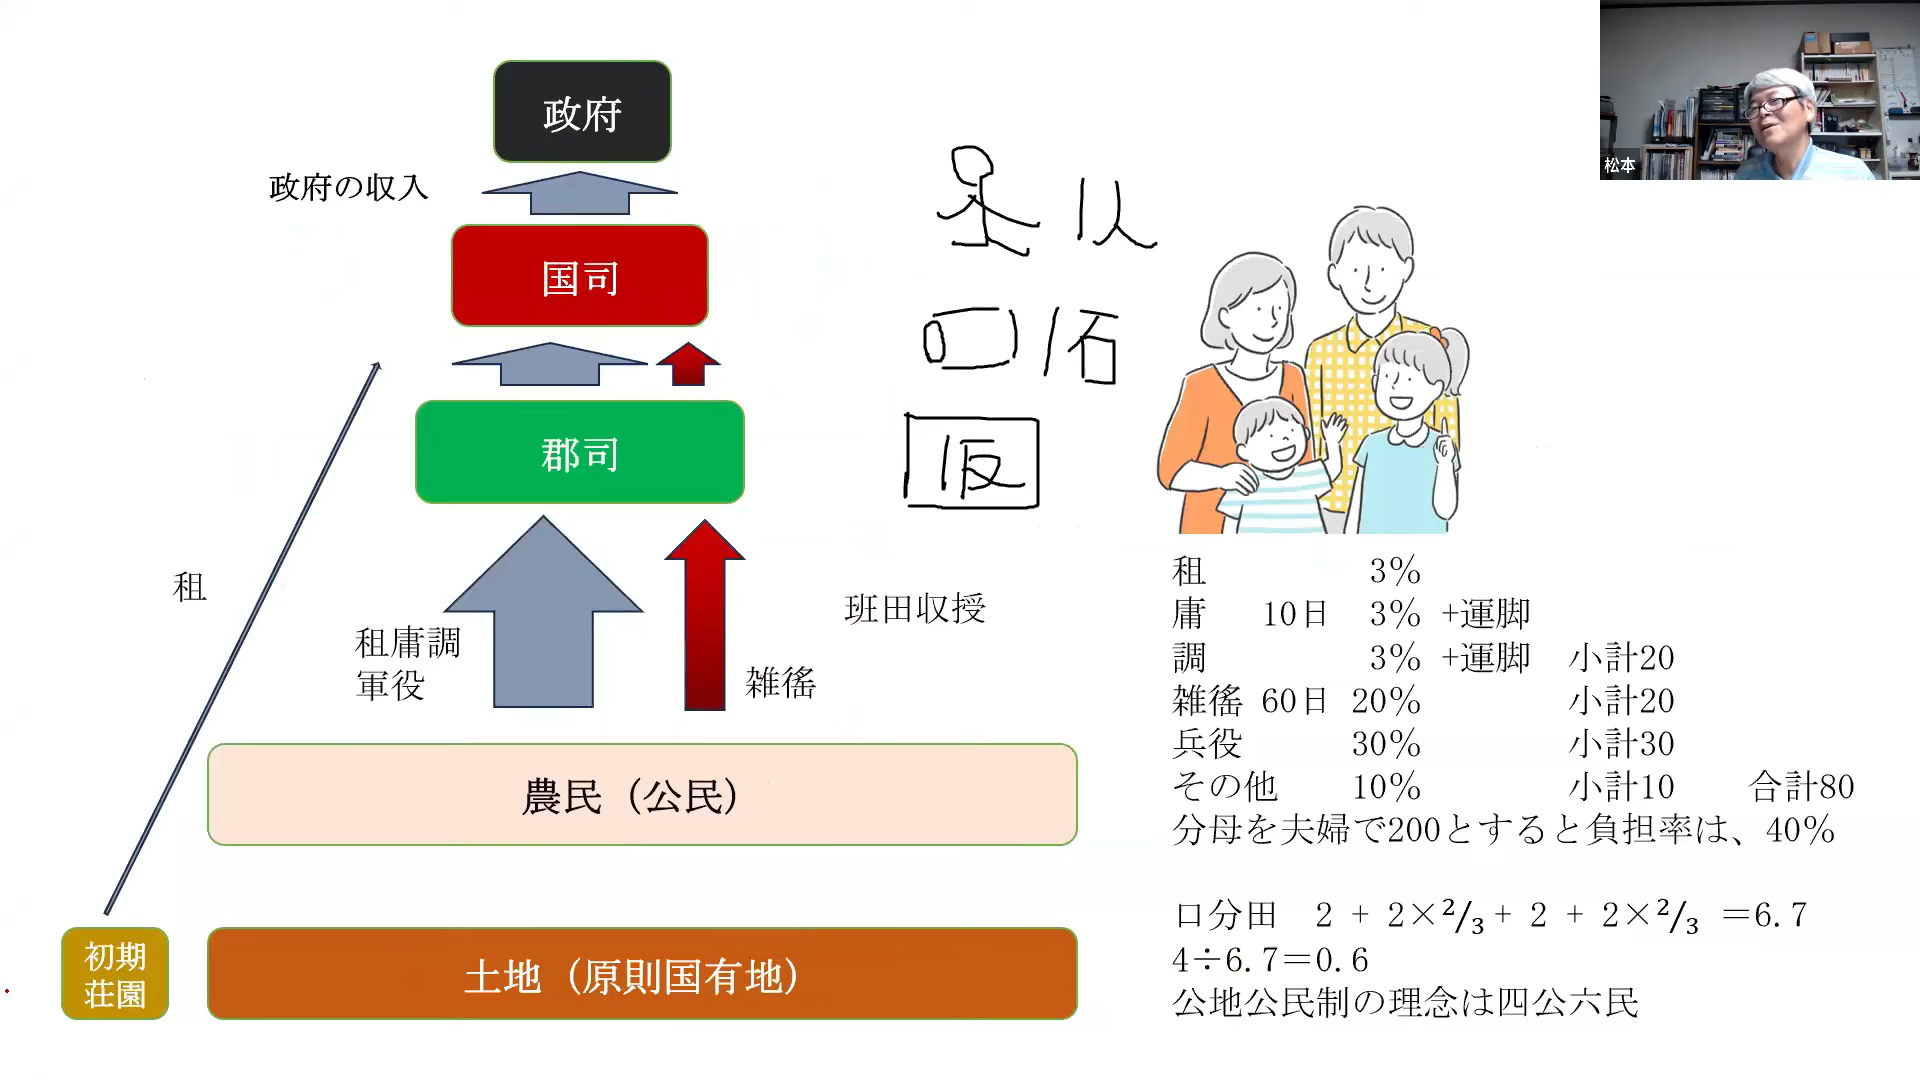 政府
政府の収入
国司
郡司
租
租庸調
軍役
雑徭
班田収授
農民（公民）
初期
荘園
土地（原則国有地）
1人
1石
1反
松本
租 3％
庸 10日 3％ +運脚
調 3％ +運脚 小計20
雑徭 60日 20％ 小計20
兵役 30％ 小計30
その他 10％ 小計10 合計80
分母を夫婦で200とすると負担率は、40％
口分田 2 + 2×²/₃+ 2 + 2×²/₃ ＝6.7
4÷6.7＝0.6
公地公民制の理念は四公六民